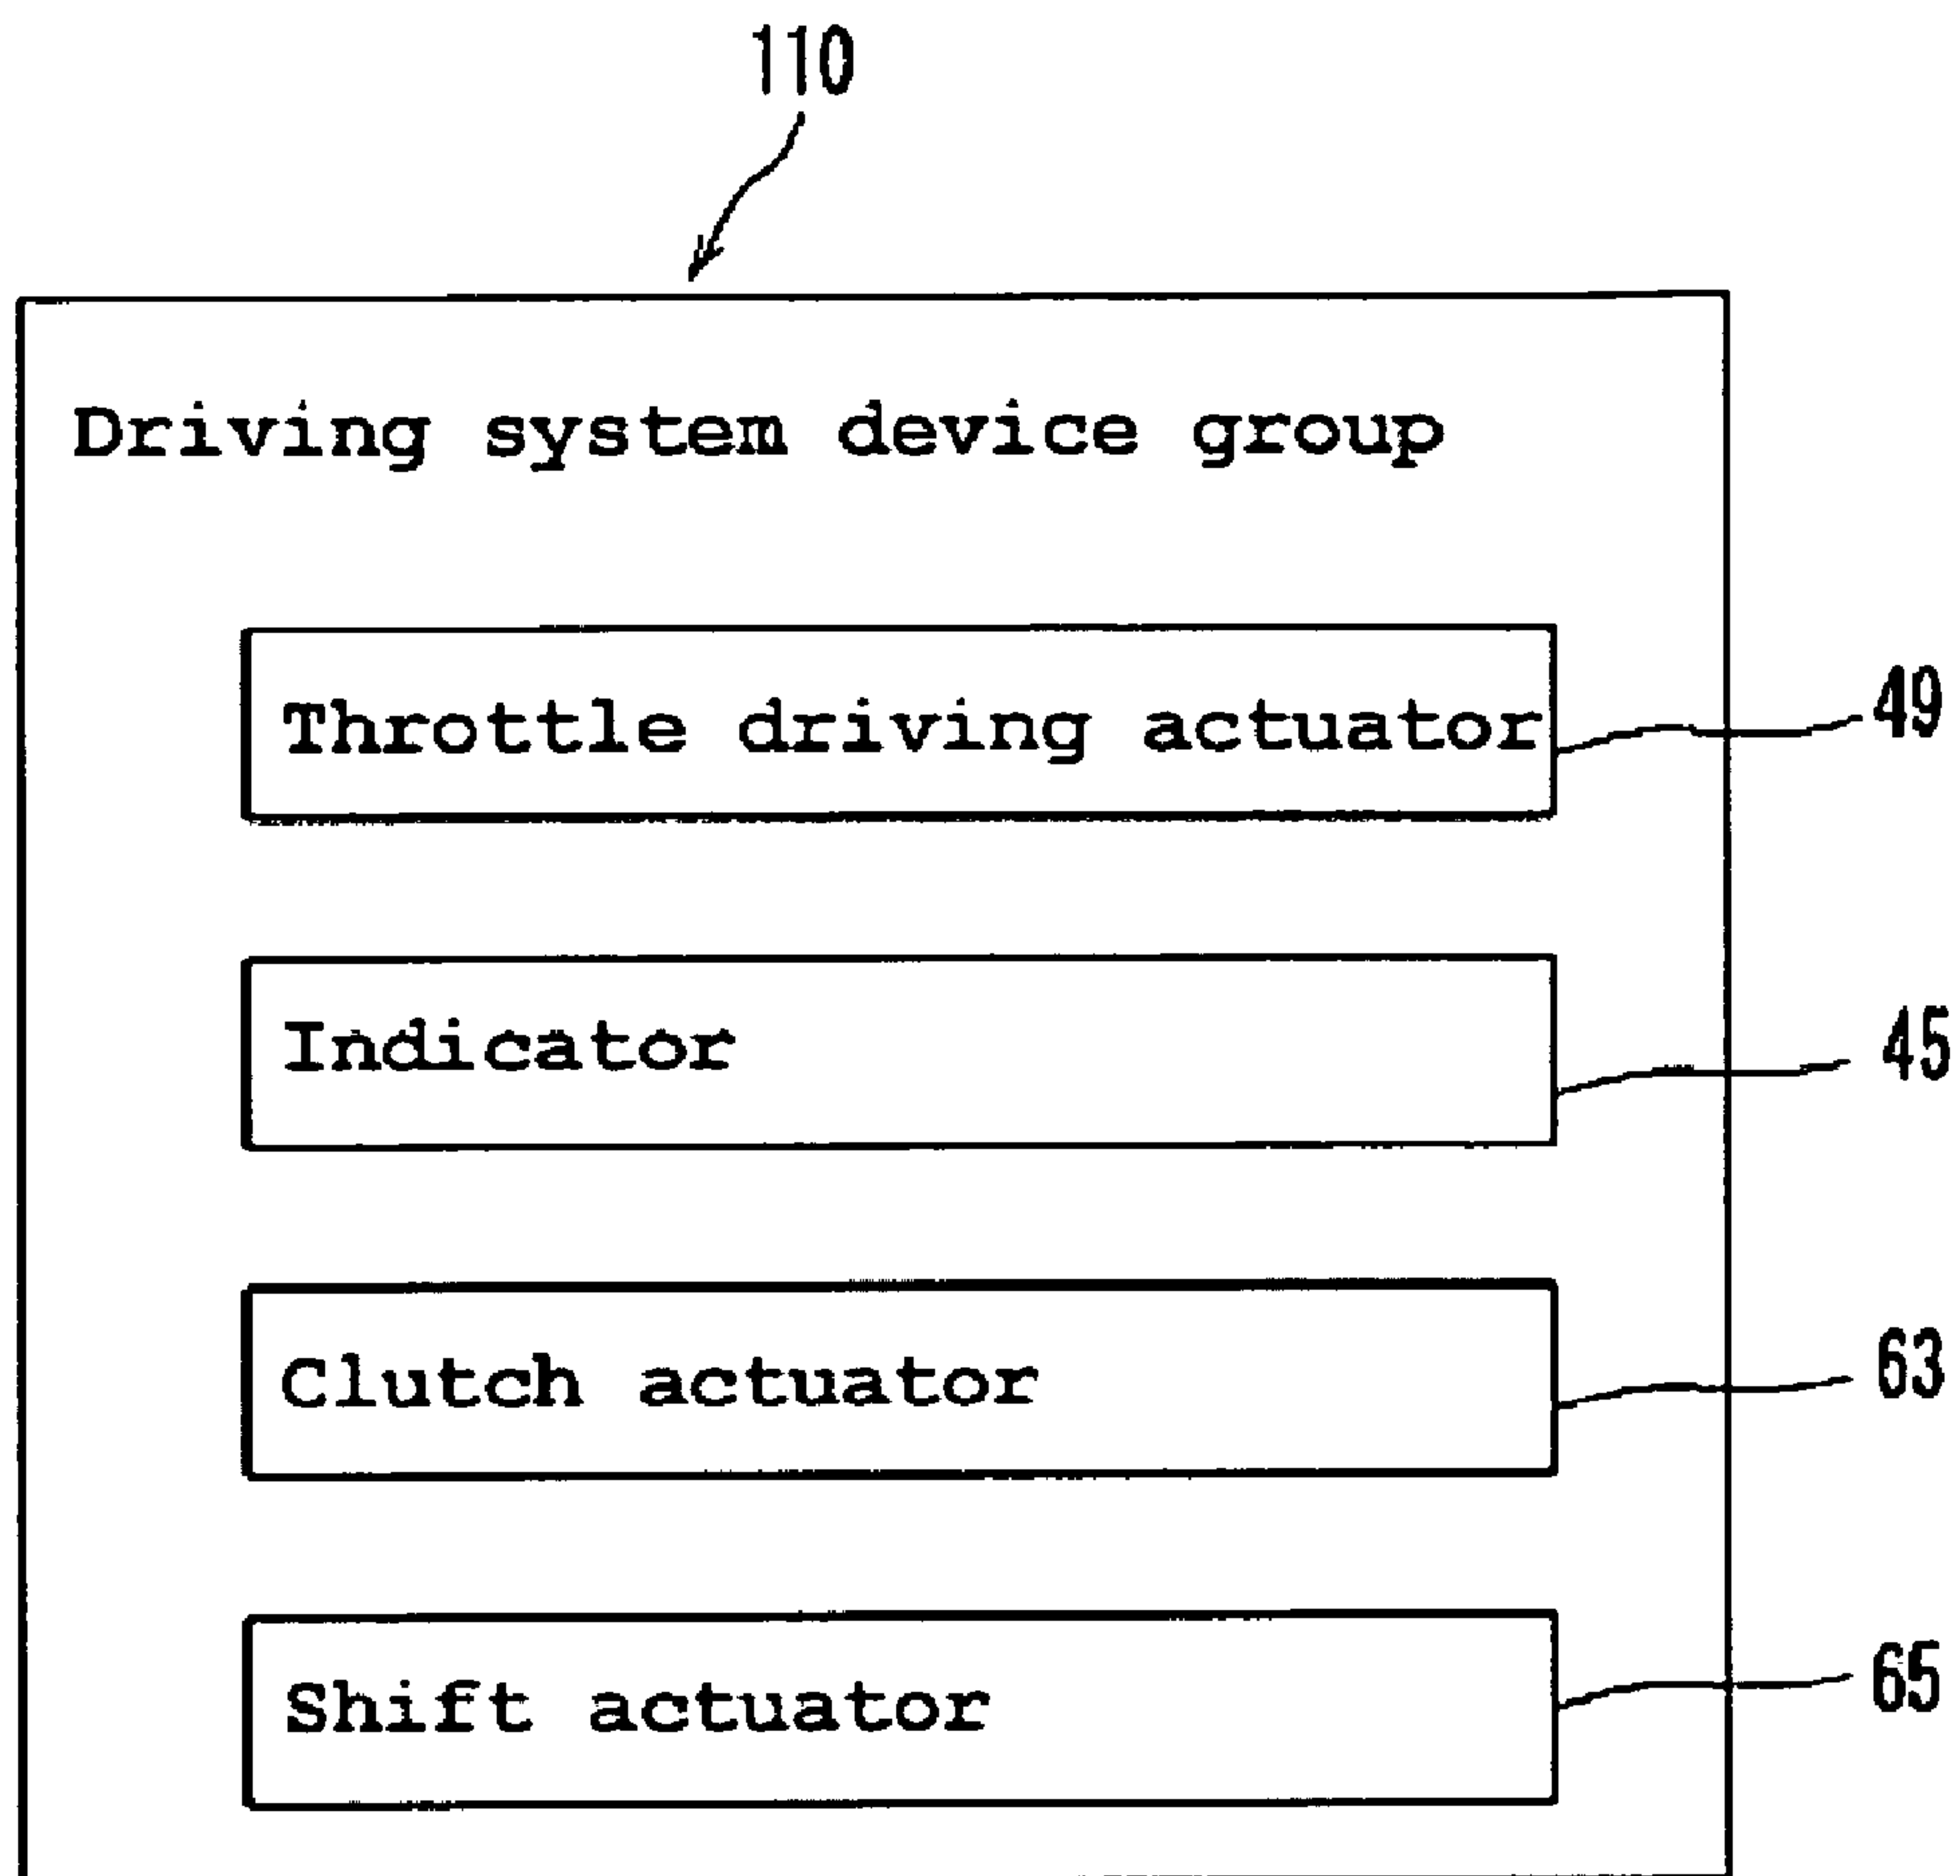 110
Driving system device group
Throttle driving actuator
49
Indicator
45
Clutch actuator
63
Shift actuator
65